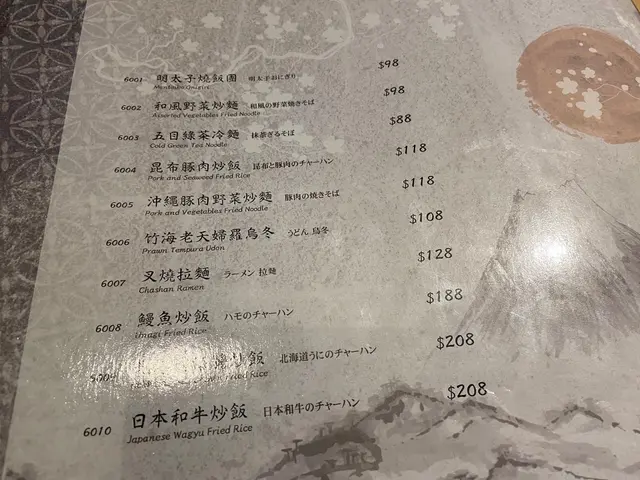 6001 明太子燒飯團 明太子おにぎり $98
Mentaiko Onigiri
6002 和風野菜炒麵 和風の野菜焼きそば $98
Assorted Vegetables Fried Noodle
6003 五目綠茶冷麵 抹茶ざるそば $88
Cold Green Tea Noodle
6004 昆布豚肉炒飯 昆布と豚肉のチャーハン $118
Pork and Seaweed Fried Rice
6005 沖繩豚肉野菜炒麵 豚肉の焼きそば $118
Pork and Vegetables Fried Noodle
6006 竹海老天婦羅烏冬 うどん 烏冬 $108
Prawn Tempura Udon
6007 叉燒拉麵 ラーメン 拉麵 $128
Chashan Ramen
6008 鰻魚炒飯 ハモのチャーハン $188
Unagi Fried Rice
飯 北海道うにのチャーハン $208
Fried Rice
6010 日本和牛炒飯 日本和牛のチャーハン $208
Japanese Wagyu Fried Rice